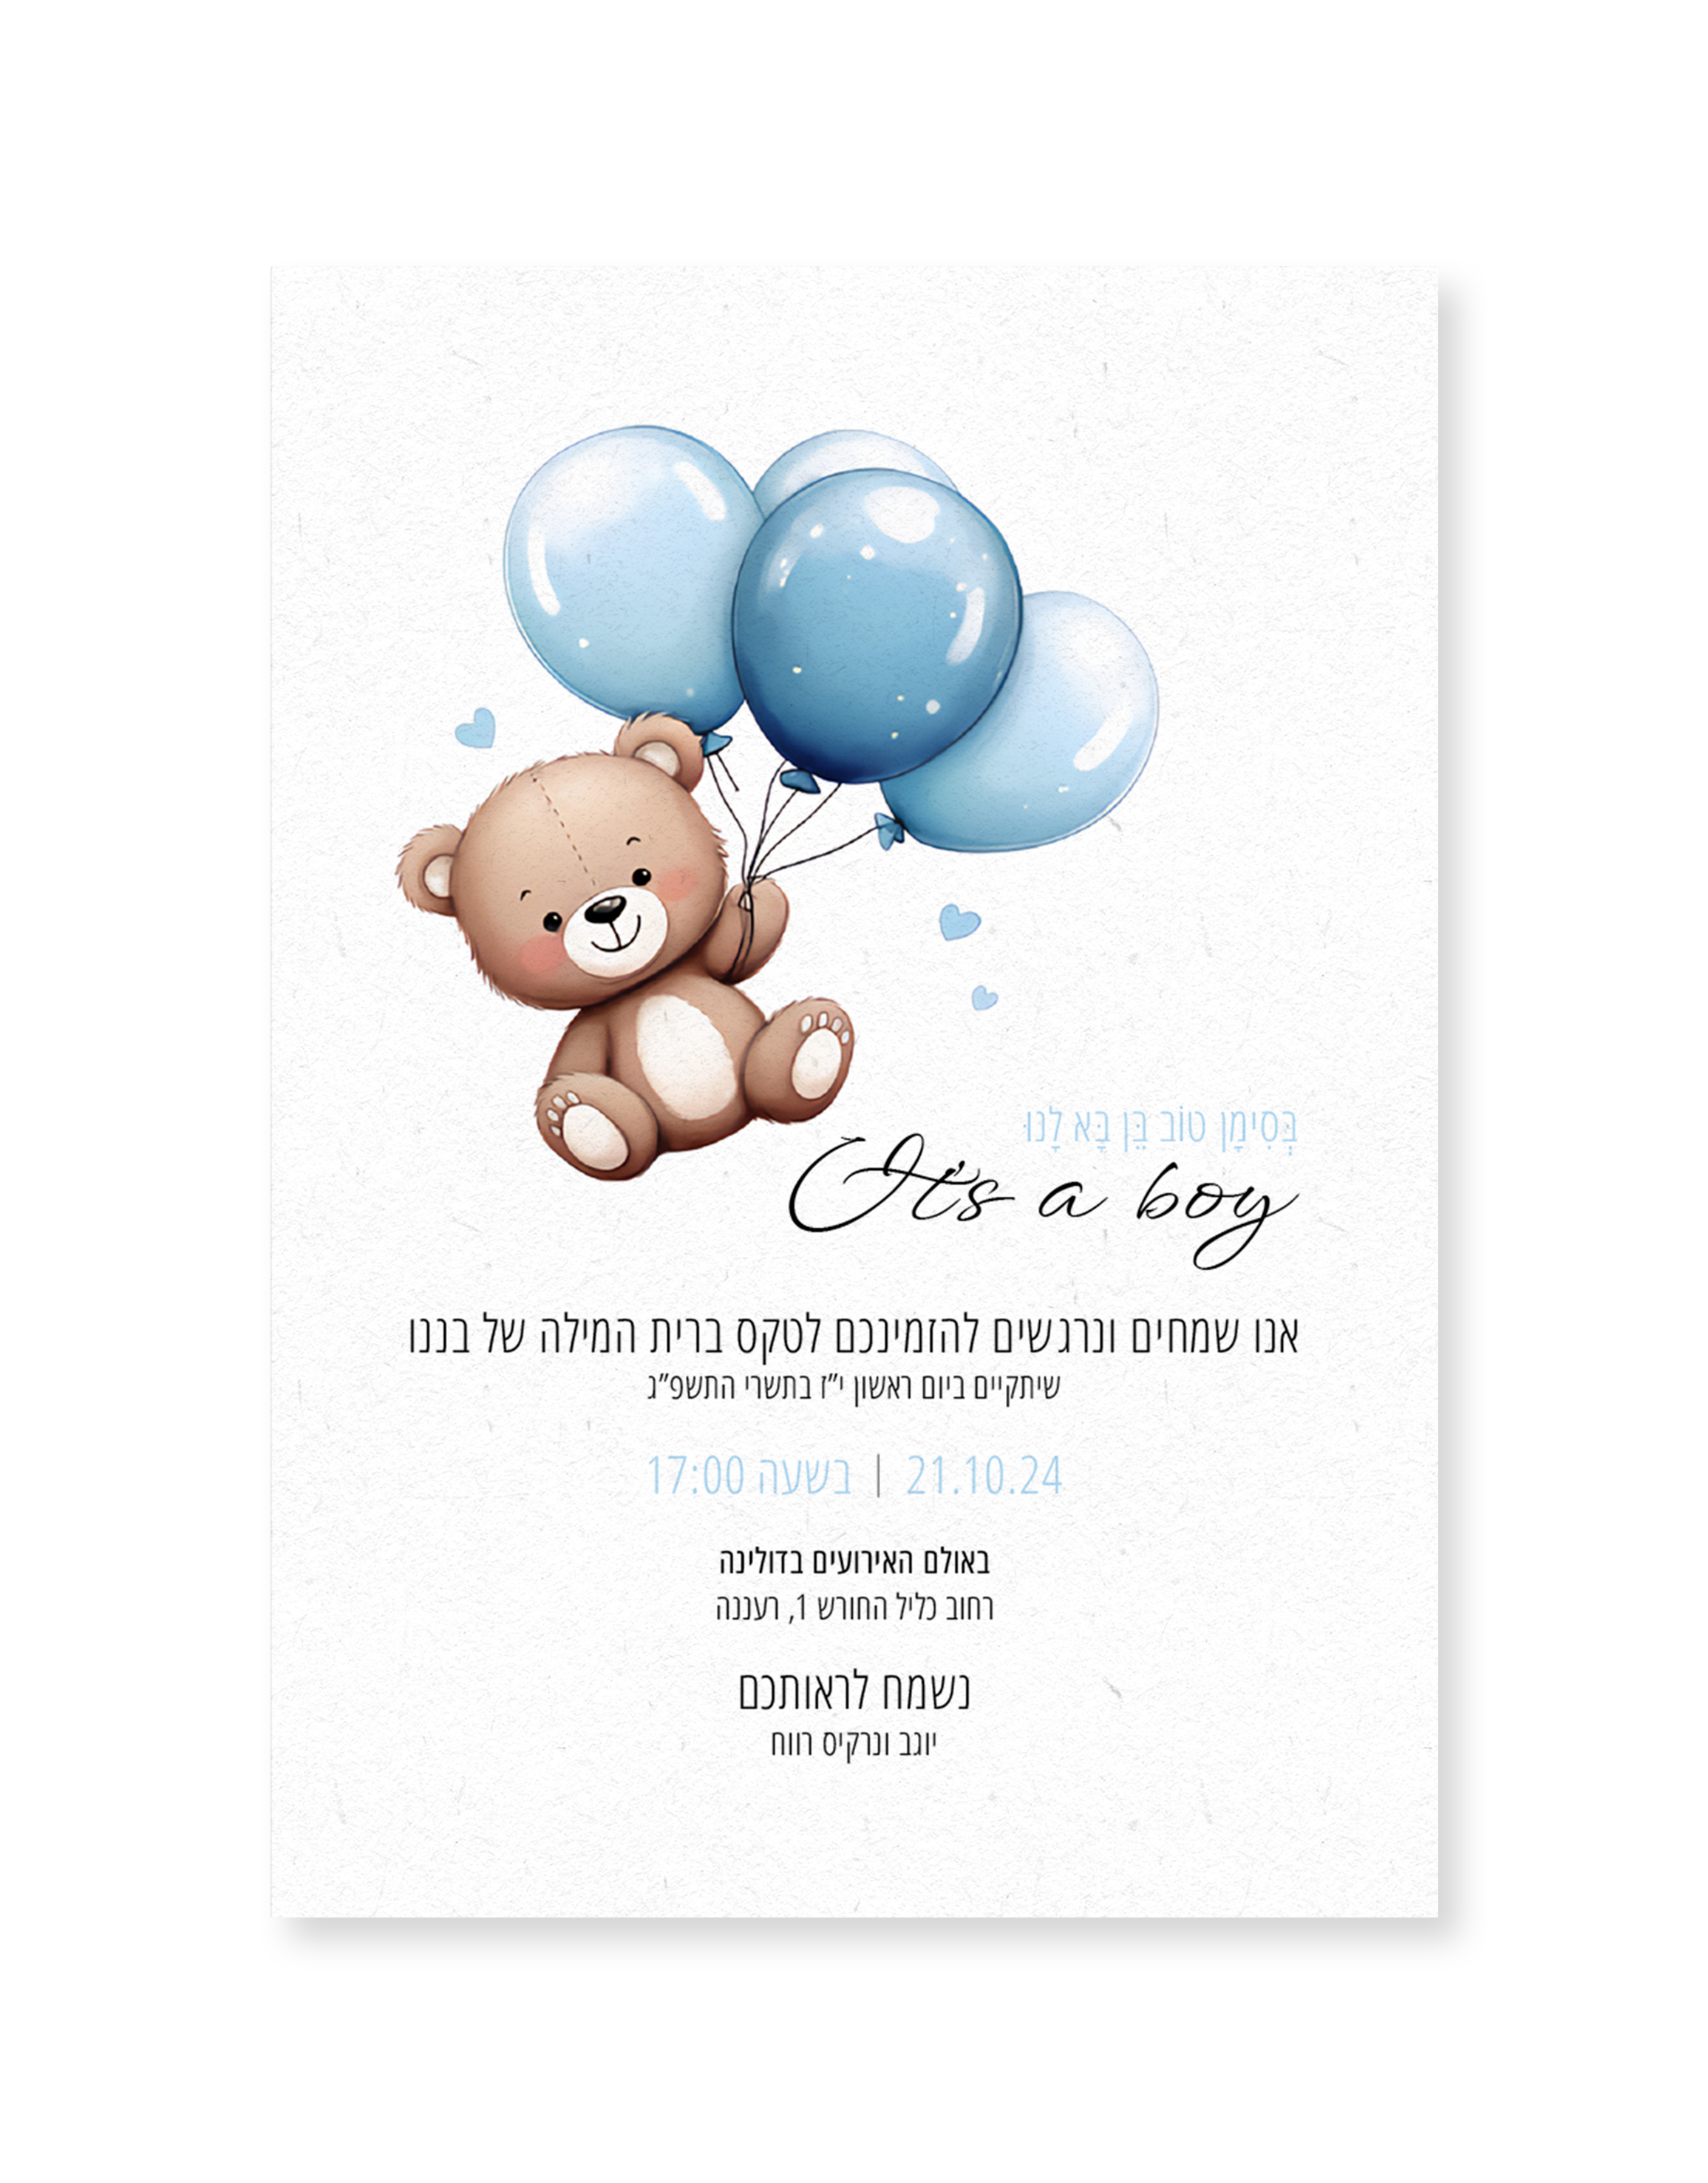 בְּסִימָן טוֹב בֵּן בָּא לָנוּ
It's a boy
אנו שמחים ונרגשים להזמינכם לטקס ברית המילה של בננו
שיתקיים ביום ראשון י"ז בתשרי התשפ"ג
21.10.24 | בשעה 17:00
באולם האירועים בדולינה
רחוב כליל החורש 1, רעננה
נשמח לראותכם
יוגב ונרקיס רווח